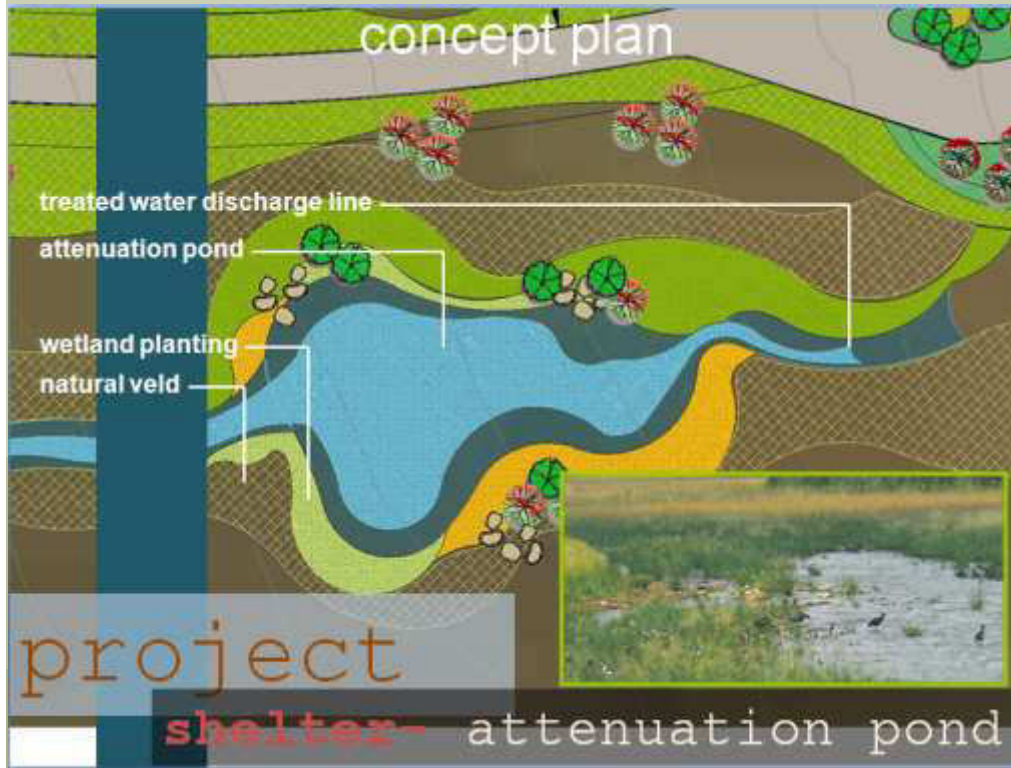 concept plan
treated water discharge line
attenuation pond
wetland planting
natural veld
project
shelter- attenuation pond